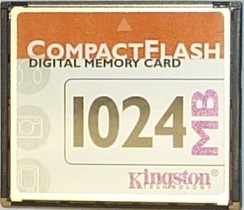 COMPACTFLASH
DIGITAL MEMORY CARD
1024 MB
Kingston
TECHNOLOGY